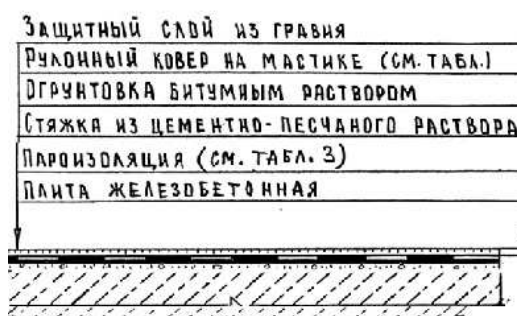 ЗАЩИТНЫЙ СЛОЙ ИЗ ГРАВИЯ
РУЛОННЫЙ КОВЕР НА МАСТИКЕ (СМ. ТАБЛ.)
ОГРУНТОВКА БИТУМНЫМ РАСТВОРОМ
СТЯЖКА ИЗ ЦЕМЕНТНО-ПЕСЧАНОГО РАСТВОРА
ПАРОИЗОЛЯЦИЯ (СМ. ТАБЛ. 3)
ПЛИТА ЖЕЛЕЗОБЕТОННАЯ